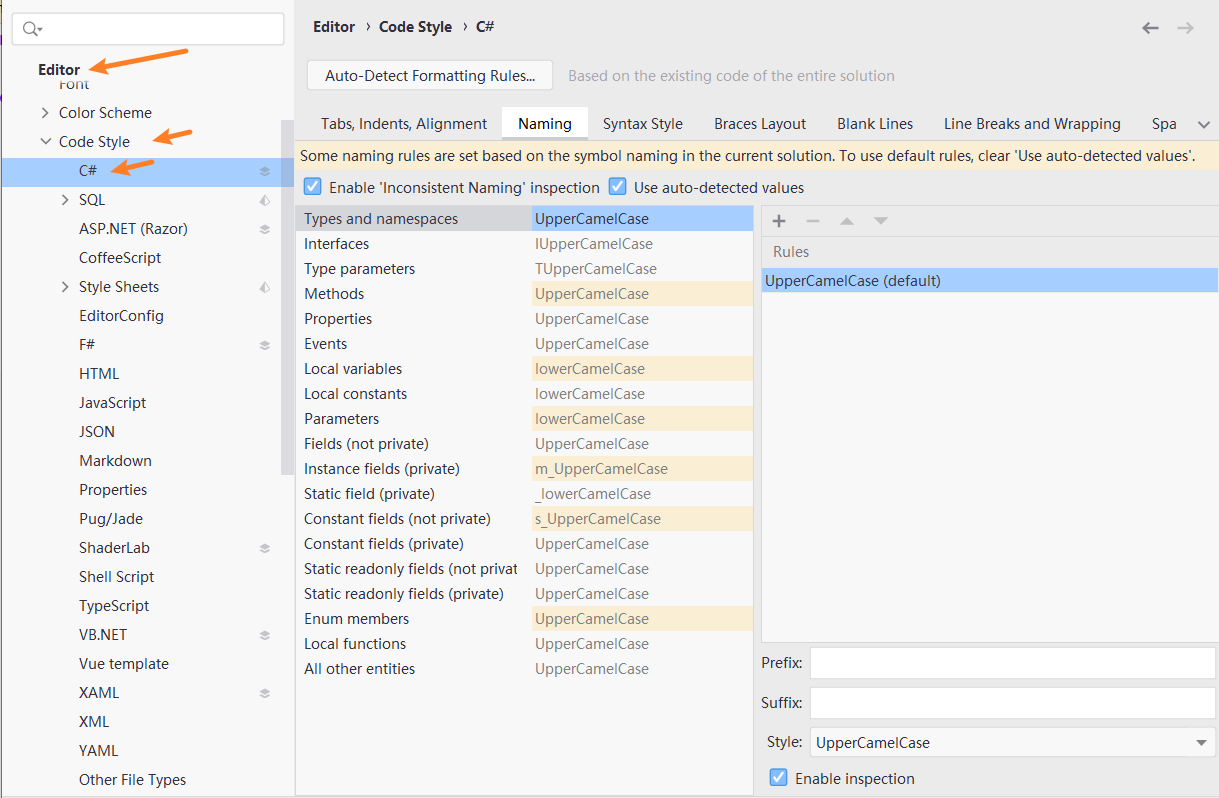 Editor
Font
Color Scheme
Code Style
C#
SQL
ASP.NET (Razor)
CoffeeScript
Style Sheets
EditorConfig
F#
HTML
JavaScript
JSON
Markdown
Properties
Pug/Jade
ShaderLab
Shell Script
TypeScript
VB.NET
Vue template
XAML
XML
YAML
Other File Types
Editor › Code Style › C#
Auto-Detect Formatting Rules... Based on the existing code of the entire solution
Tabs, Indents, Alignment Naming Syntax Style Braces Layout Blank Lines Line Breaks and Wrapping Spa
Some naming rules are set based on the symbol naming in the current solution. To use default rules, clear 'Use auto-detected values'.
Enable 'Inconsistent Naming' inspection Use auto-detected values
Types and namespaces UpperCamelCase
Interfaces IUpperCamelCase
Type parameters TUpperCamelCase
Methods UpperCamelCase
Properties UpperCamelCase
Events UpperCamelCase
Local variables lowerCamelCase
Local constants lowerCamelCase
Parameters lowerCamelCase
Fields (not private) UpperCamelCase
Instance fields (private) m_UpperCamelCase
Static field (private) _lowerCamelCase
Constant fields (not private) s_UpperCamelCase
Constant fields (private) UpperCamelCase
Static readonly fields (not privat UpperCamelCase
Static readonly fields (private) UpperCamelCase
Enum members UpperCamelCase
Local functions UpperCamelCase
All other entities UpperCamelCase
Rules
UpperCamelCase (default)
Prefix:
Suffix:
Style: UpperCamelCase
Enable inspection